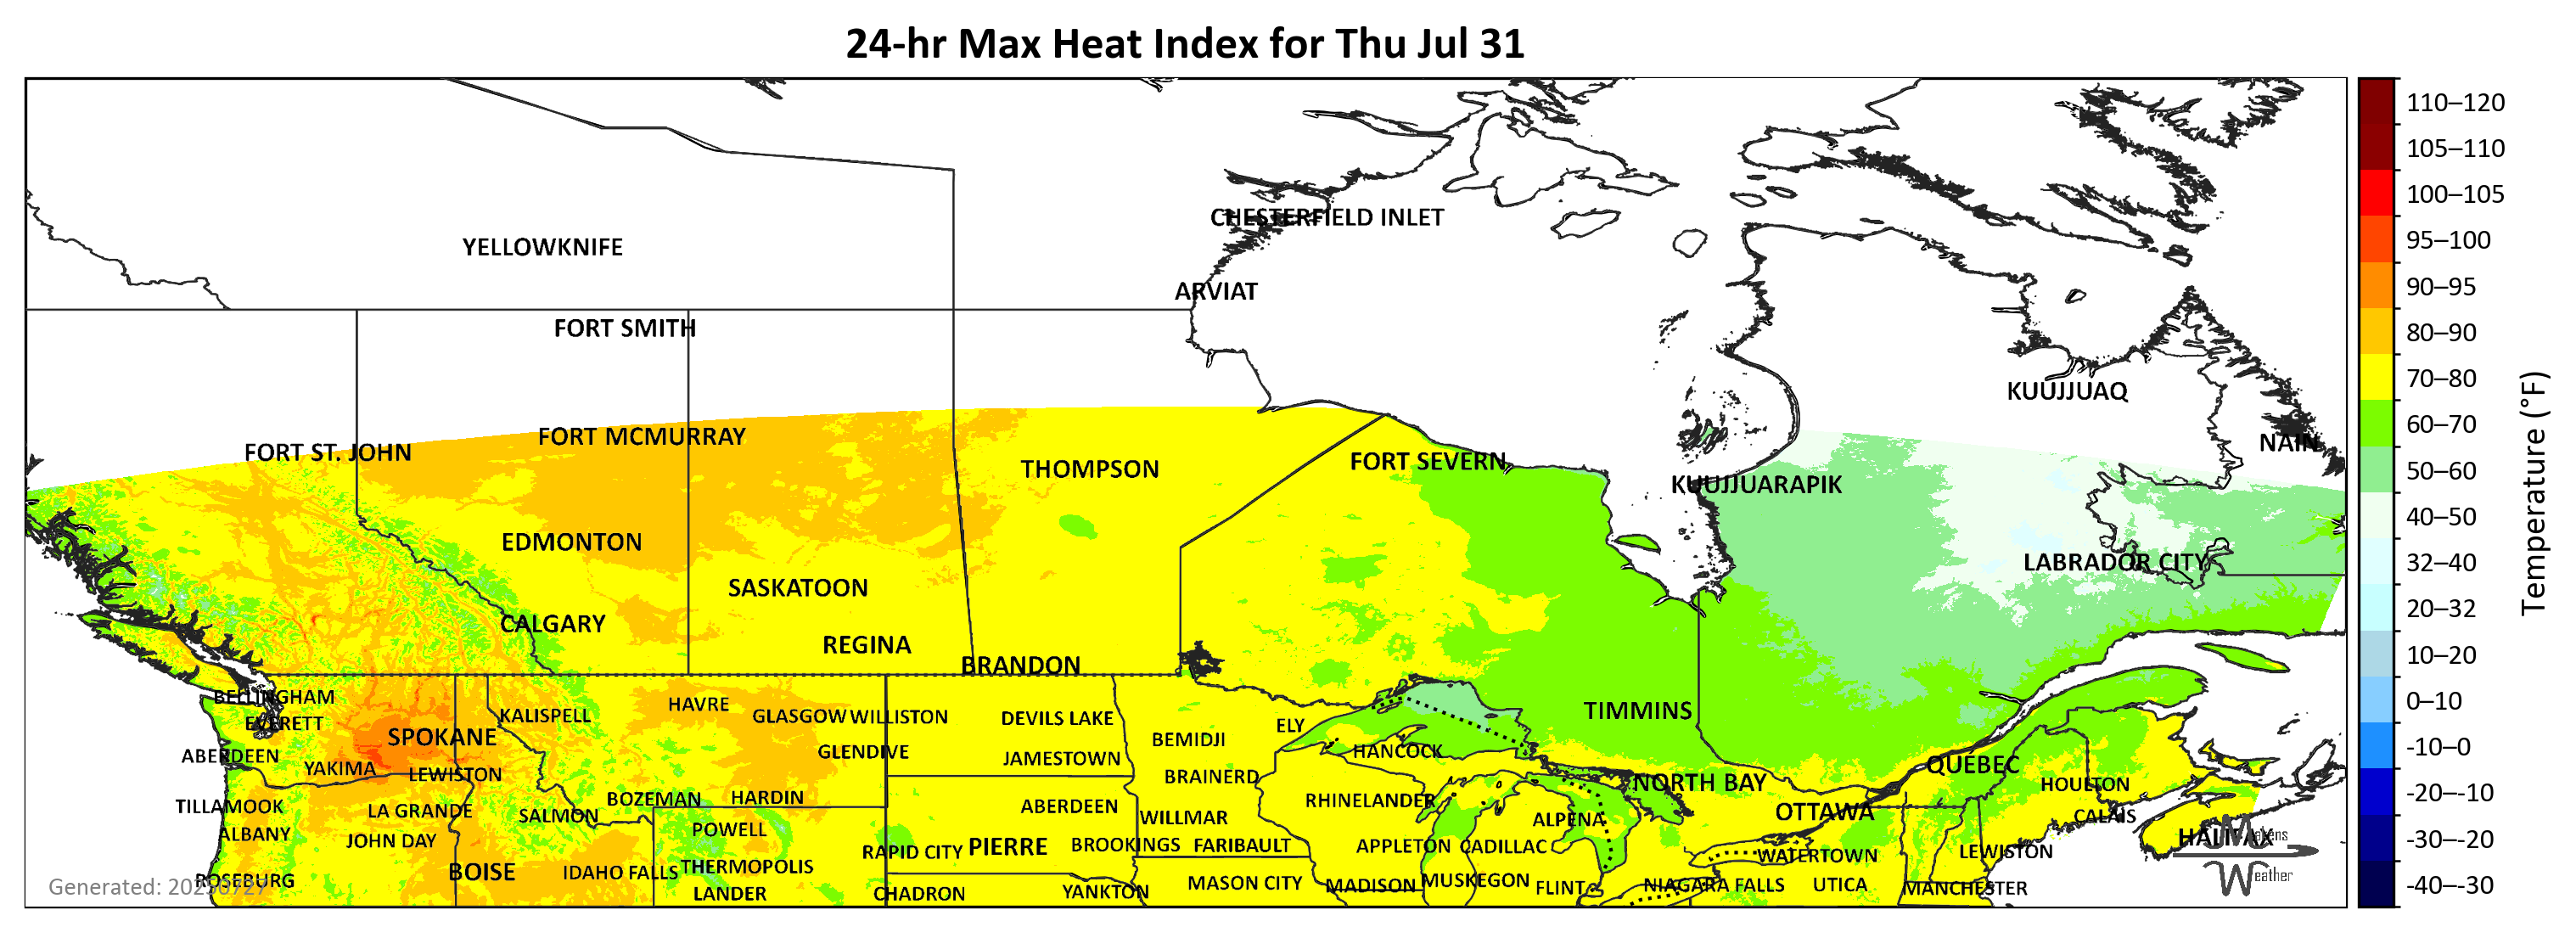 24-hr Max Heat Index for Thu Jul 31
110–120
105–110
100–105
95–100
90–95
80–90
70–80
60–70
50–60
40–50
32–40
20–32
10–20
0–10
-10–0
-20–-10
-30–-20
-40–-30
Temperature (°F)
CHESTERFIELD INLET
YELLOWKNIFE
ARVIAT
FORT SMITH
KUUJJUAQ
FORT MCMURRAY
NAIN
FORT ST. JOHN
FORT SEVERN
THOMPSON
KUUJJUARAPIK
EDMONTON
LABRADOR CITY
SASKATOON
CALGARY
REGINA
BRANDON
BELLINGHAM
HAVRE
KALISPELL
GLASGOW
WILLISTON
DEVILS LAKE
TIMMINS
EVERETT
ELY
SPOKANE
BEMIDJI
ABERDEEN
GLENDIVE
JAMESTOWN
HANCOCK
QUÉBEC
YAKIMA
LEWISTON
BRAINERD
NORTH BAY
HOULTON
TILLAMOOK
LA GRANDE
BOZEMAN
HARDIN
ABERDEEN
RHINELANDER
SALMON
WILLMAR
ALPENA
OTTAWA
CALAIS
ALBANY
JOHN DAY
POWELL
HALIFAX
RAPID CITY
PIERRE
BROOKINGS
FARIBAULT
APPLETON
CADILLAC
WATERTOWN
LEWISTON
BOISE
IDAHO FALLS
THERMOPOLIS
ROSEBURG
LANDER
CHADRON
YANKTON
MASON CITY
MADISON
MUSKEGON
FLINT
NIAGARA FALLS
UTICA
MANCHESTER
Generated: 20250727
Makens
Weather